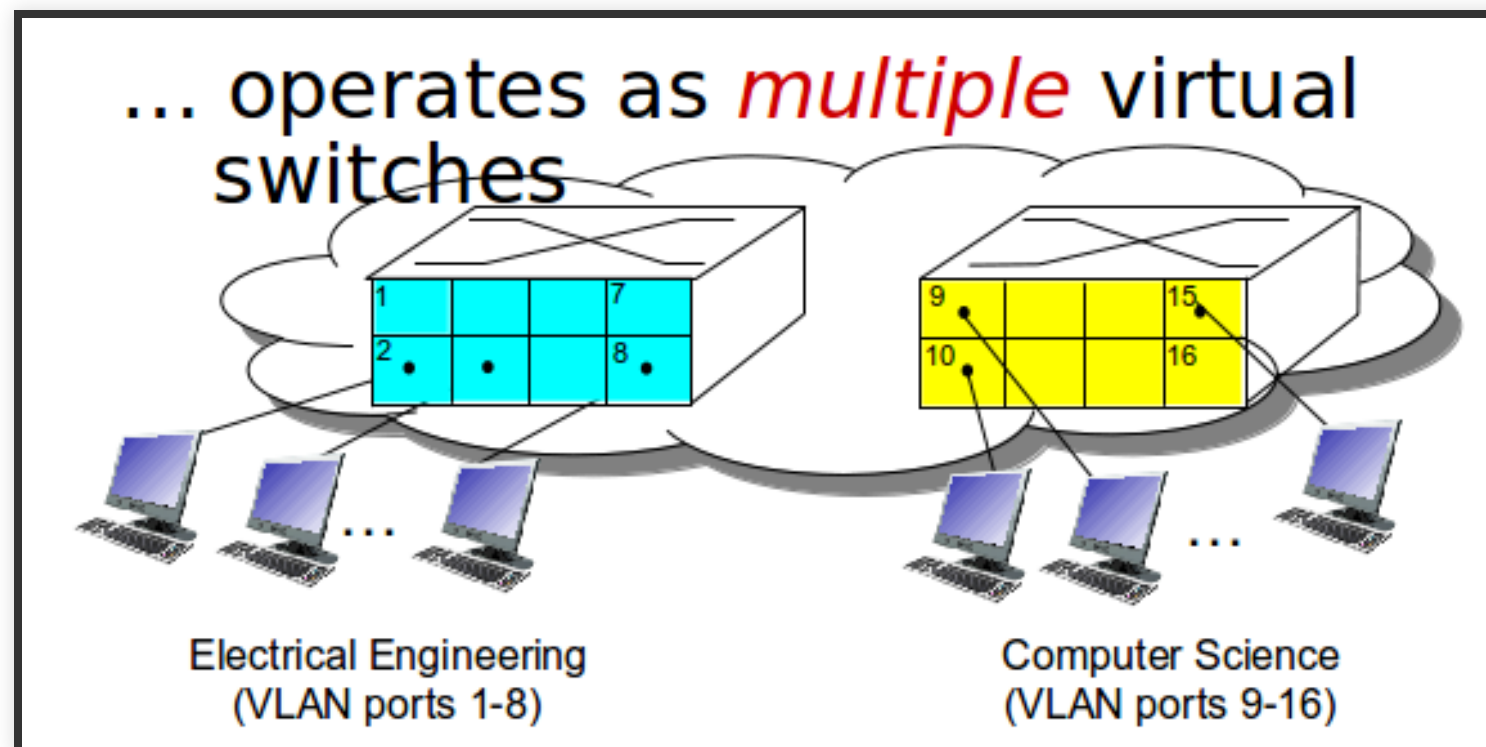 ... operates as multiple virtual
switches
1 7
2 8
9 15
10 16
...
...
Electrical Engineering
(VLAN ports 1-8)
Computer Science
(VLAN ports 9-16)